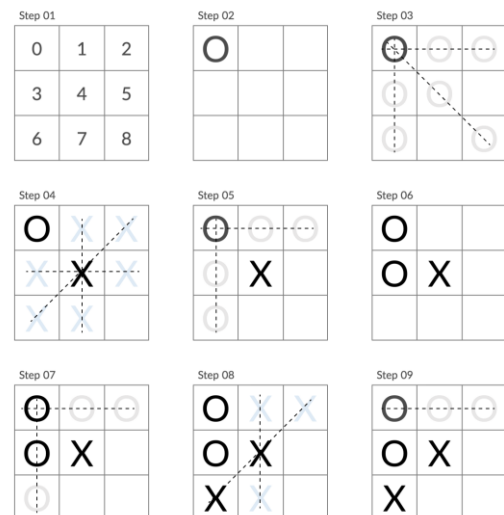 Step 01
0 1 2
3 4 5
6 7 8
Step 02
O
Step 03
O O O
O O
O O
Step 04
O X X
X X X
X X
Step 05
O O O
O X
O
Step 06
O
O X
Step 07
O O O
O X
O
Step 08
O X X
O X
X X
Step 09
O O O
O X
X